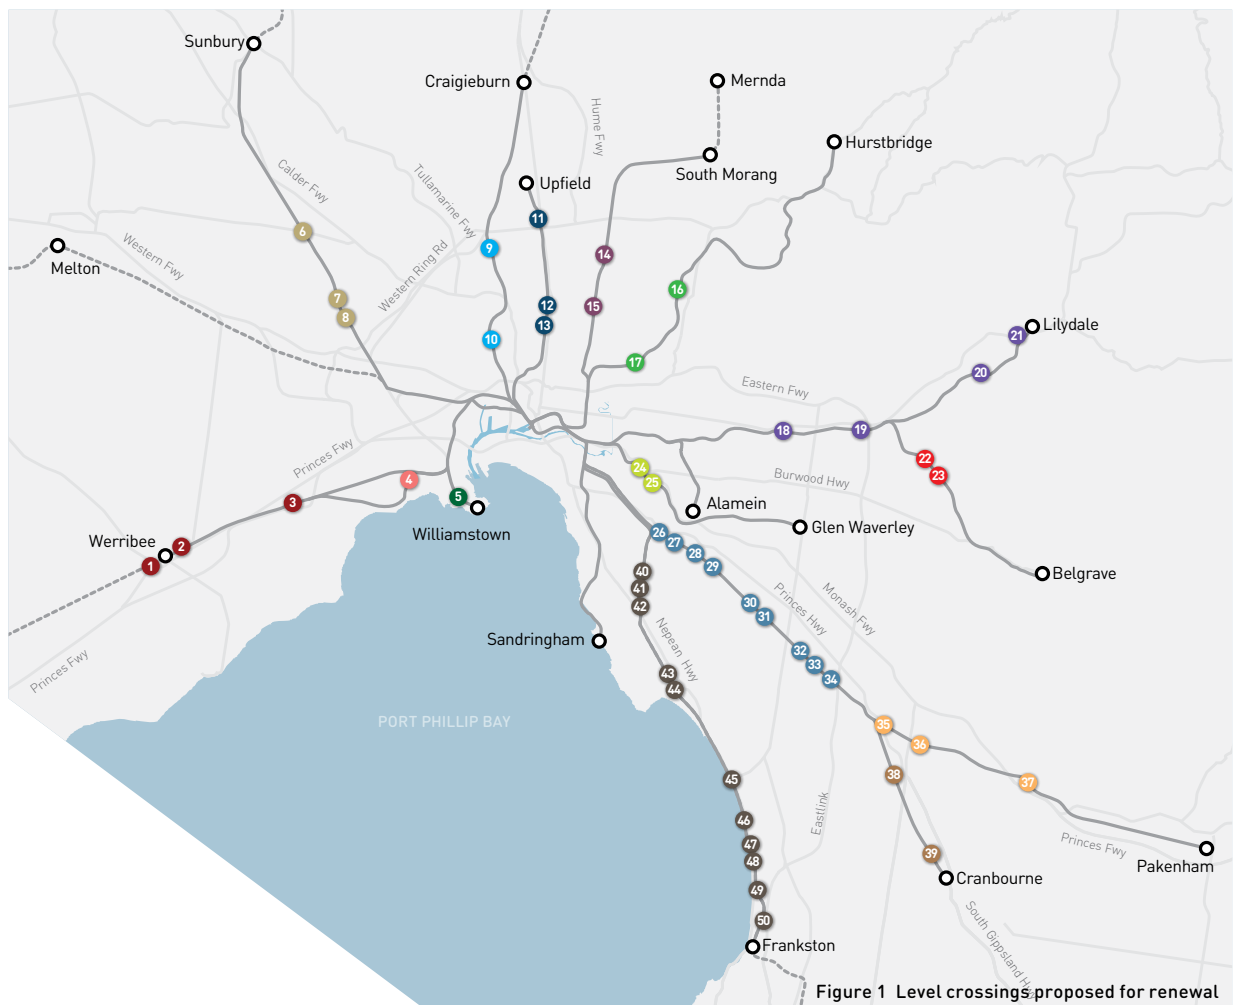 Sunbury
Craigieburn
Mernda
Hume Fwy
Hurstbridge
South Morang
Calder Fwy
Tullamarine Fwy
Upfield
11
6
Western Fwy
Western Ring Rd
9
14
Melton
16
7
8
12
15
13
10
17
Lilydale
21
20
Eastern Fwy
18
19
Princes Fwy
22
24
23
4
25
Burwood Hwy
5
3
Alamein
Williamstown
Glen Waverley
26
Werribee
2
27
28
1
40
29
Belgrave
41
42
30
31
Princes Hwy
Monash Fwy
Sandringham
Nepean Hwy
32
33
Princes Fwy
43
34
44
PORT PHILLIP BAY
35
36
38
45
37
Eastlink
46
47
Princes Fwy
48
39
Pakenham
49
Cranbourne
50
South Gippsland Hwy
Frankston
Figure 1 Level crossings proposed for renewal